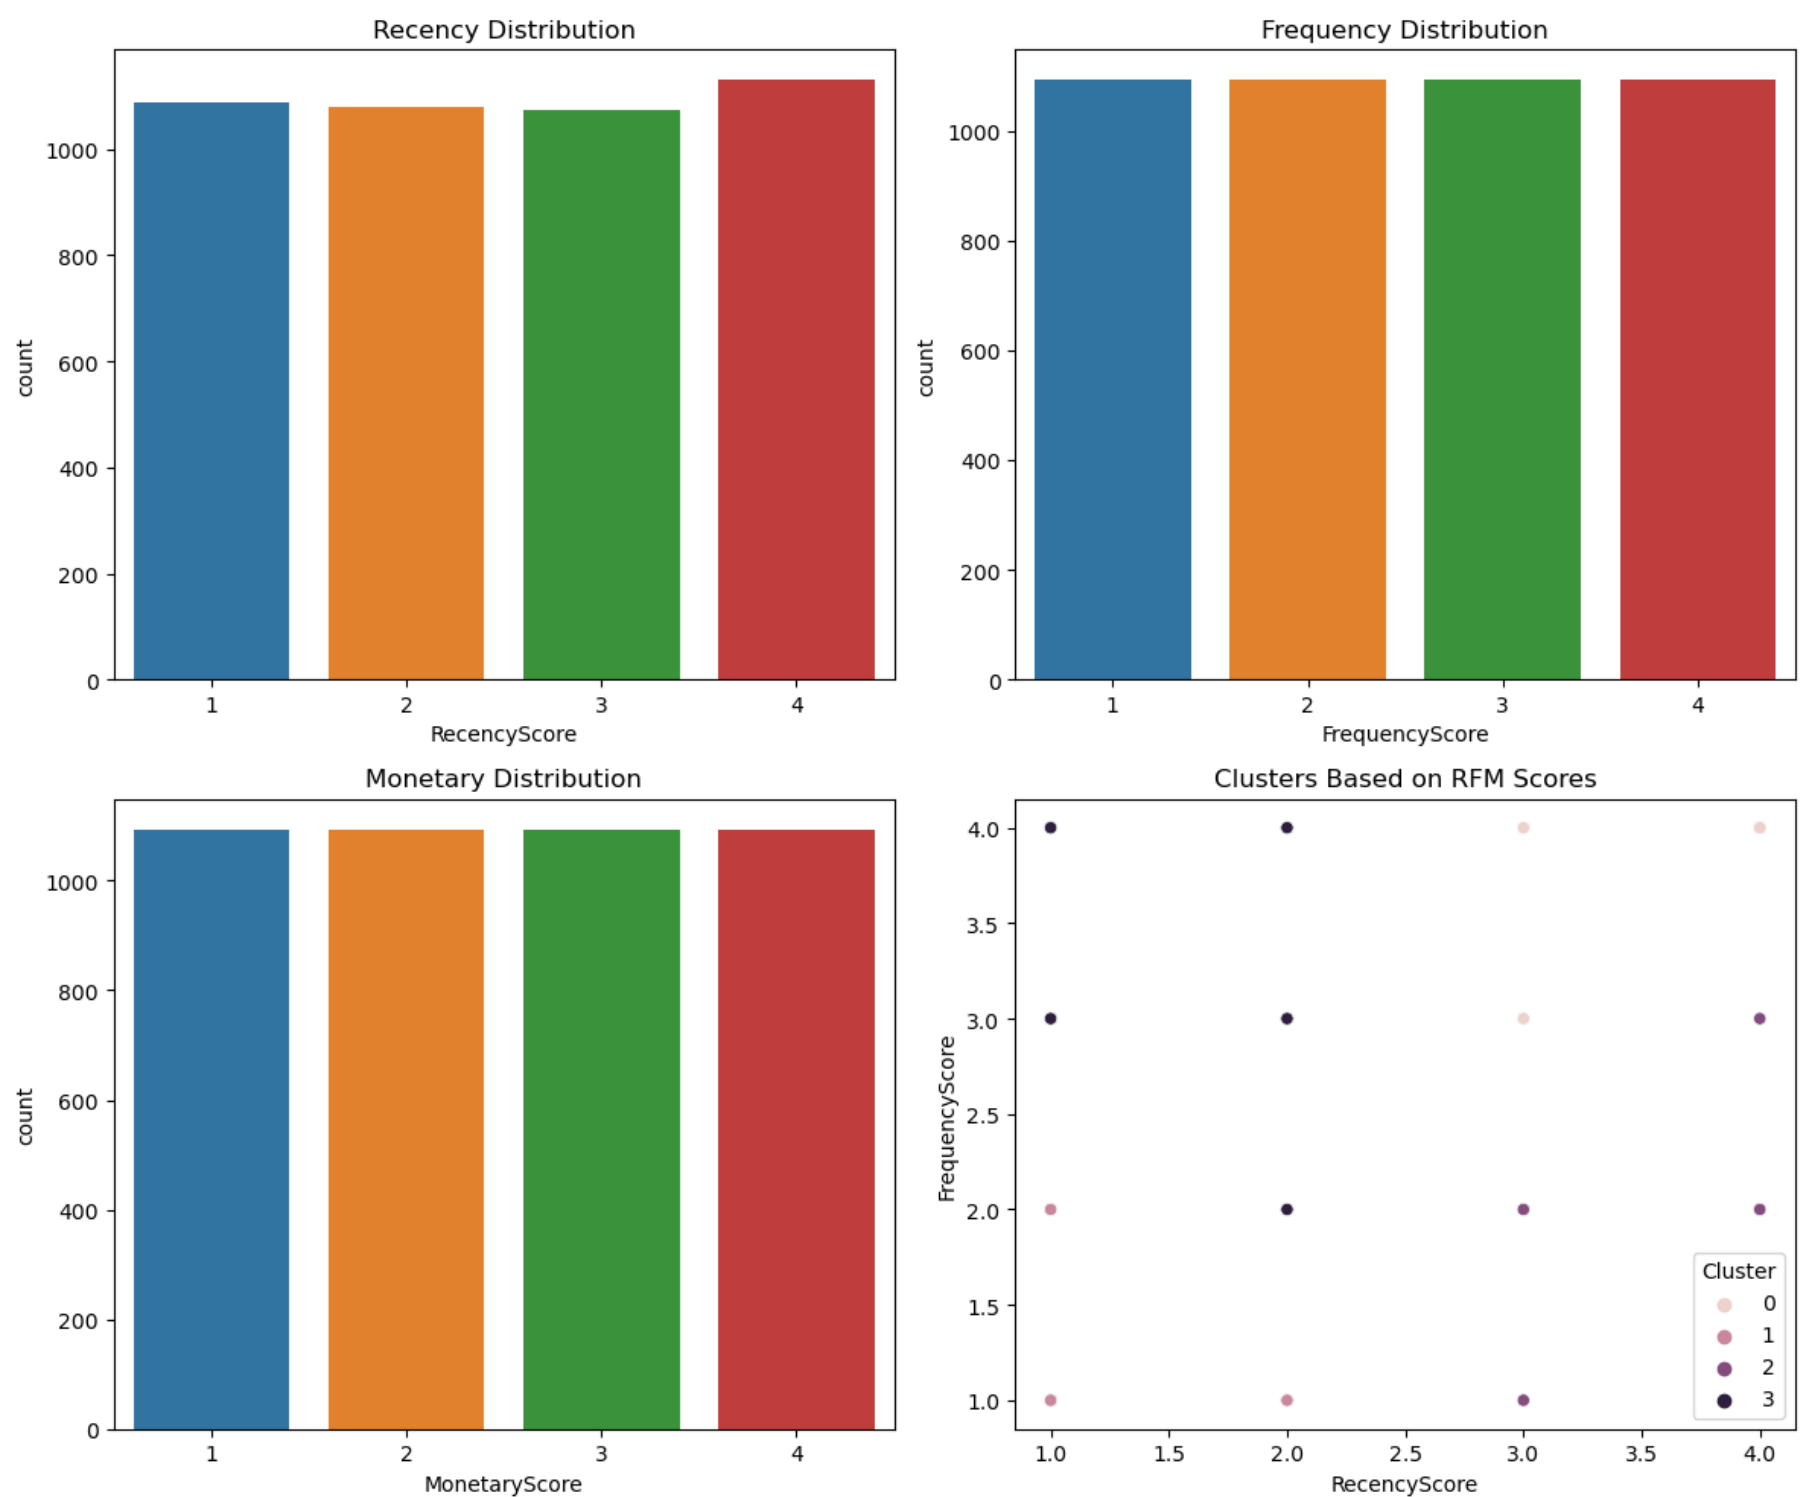 Recency Distribution
1000
800
600
400
200
0
count
1 2 3 4
RecencyScore
Frequency Distribution
1000
800
600
400
200
0
count
1 2 3 4
FrequencyScore
Monetary Distribution
1000
800
600
400
200
0
count
1 2 3 4
MonetaryScore
Clusters Based on RFM Scores
4.0
3.5
3.0
2.5
2.0
1.5
1.0
FrequencyScore
Cluster
0
1
2
3
1.0 1.5 2.0 2.5 3.0 3.5 4.0
RecencyScore